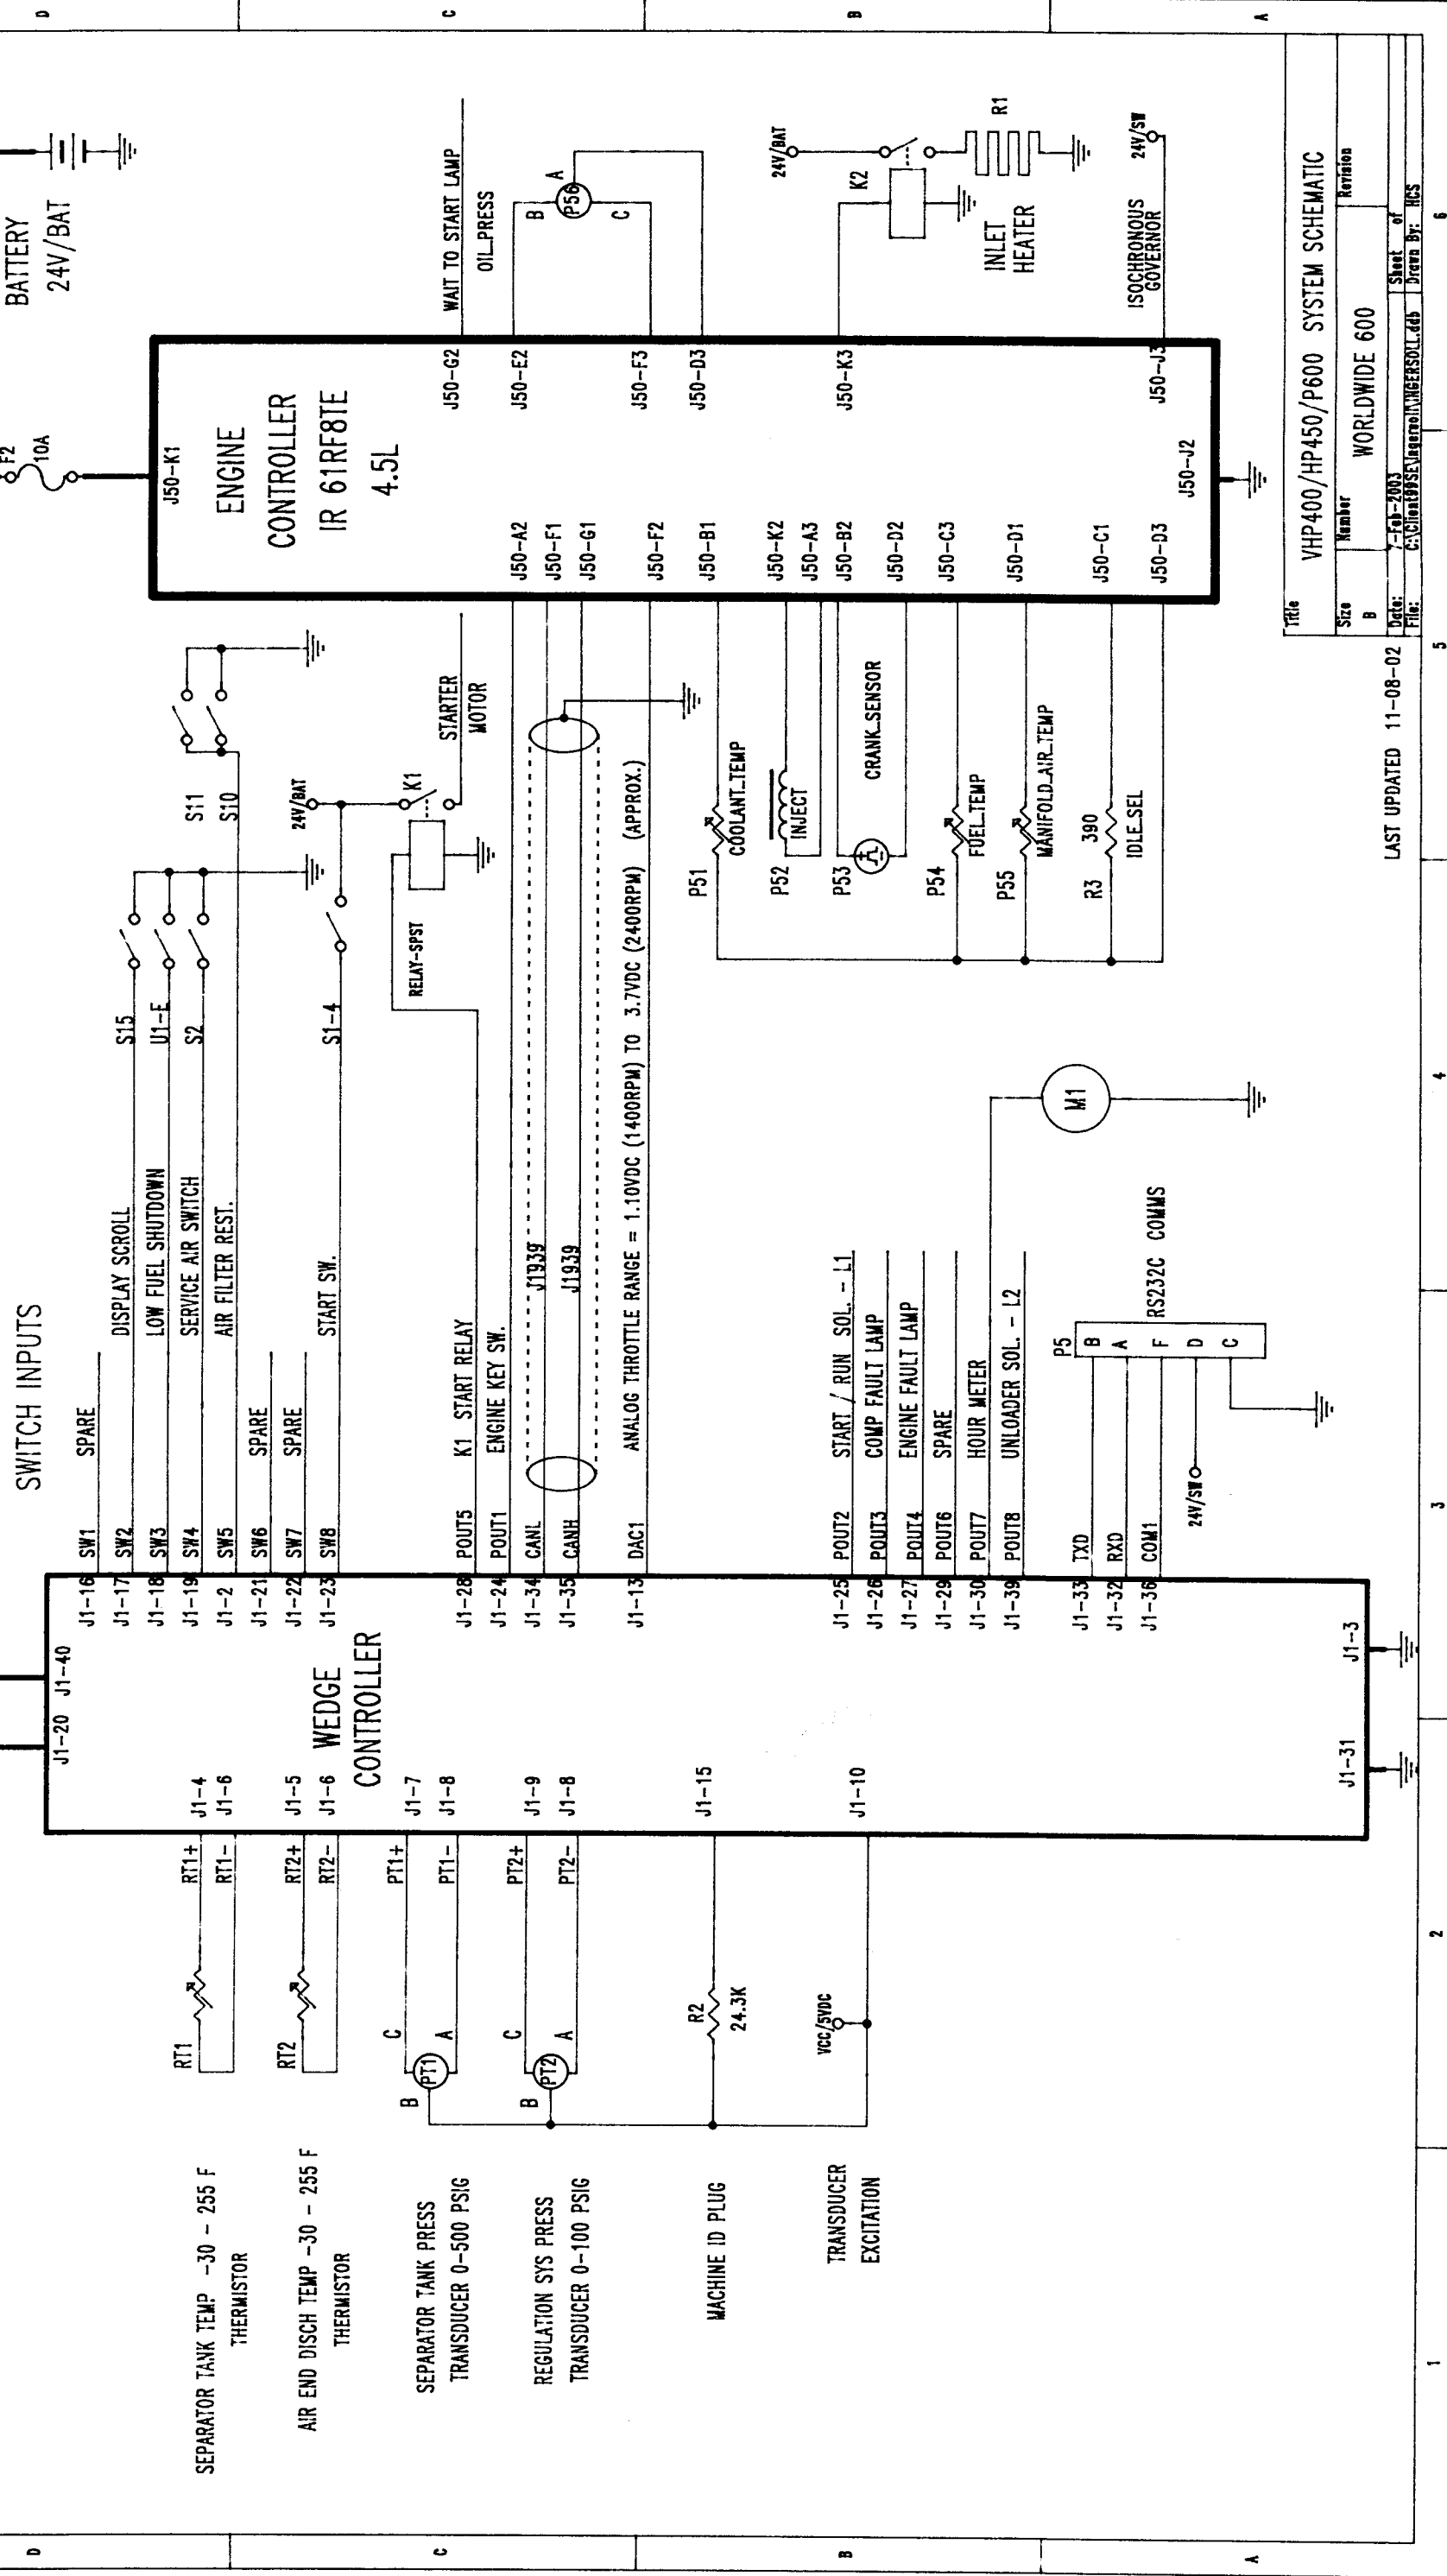 D
C
B
A
BATTERY
24V/BAT
F2
10A
SWITCH INPUTS
J1-20
J1-40
WEDGE
CONTROLLER
SEPARATOR TANK TEMP -30 - 255 F
THERMISTOR
RT1
RT1+
J1-4
RT1-
J1-6
AIR END DISCH TEMP -30 - 255 F
THERMISTOR
RT2
RT2+
J1-5
RT2-
J1-6
SEPARATOR TANK PRESS
TRANSDUCER 0-500 PSIG
B
PT1
C
A
PT1+
J1-7
PT1-
J1-8
REGULATION SYS PRESS
TRANSDUCER 0-100 PSIG
B
PT2
C
A
PT2+
J1-9
PT2-
J1-8
MACHINE ID PLUG
R2
24.3K
J1-15
TRANSDUCER
EXCITATION
VCC/5VDC
J1-10
J1-31
J1-3
J1-16 SW1 SPARE
J1-17 SW2 DISPLAY SCROLL S15
J1-18 SW3 LOW FUEL SHUTDOWN U1-E
J1-19 SW4 SERVICE AIR SWITCH S2
J1-2 SW5 AIR FILTER REST.
S11
S10
J1-21 SW6 SPARE
J1-22 SW7 SPARE
J1-23 SW8 START SW. S1-4
24V/BAT
K1
RELAY-SPST
STARTER
MOTOR
J1-28 POUT5 K1 START RELAY
J1-24 POUT1 ENGINE KEY SW.
J1-34 CANL J1939
J1-35 CANH J1939
J1-13 DAC1 ANALOG THROTTLE RANGE = 1.10VDC (1400RPM) TO 3.7VDC (2400RPM) (APPROX.)
J1-25 POUT2 START / RUN SOL. - L1
J1-26 POUT3 COMP FAULT LAMP
J1-27 POUT4 ENGINE FAULT LAMP
J1-29 POUT6 SPARE
J1-30 POUT7 HOUR METER
M1
J1-39 POUT8 UNLOADER SOL. - L2
J1-33 TXD
J1-32 RXD
J1-36 COM1
24V/SW
P5
B
A
F
D
C
RS232C COMMS
J50-K1
ENGINE
CONTROLLER
IR 61RF8TE
4.5L
J50-A2
J50-F1
J50-G1
J50-F2
J50-B1
J50-K2
J50-A3
J50-B2
J50-D2
J50-C3
J50-D1
J50-C1
J50-D3
J50-J2
P51
COOLANT_TEMP
P52
INJECT
P53
CRANK_SENSOR
P54
FUEL_TEMP
P55
MANIFOLD_AIR_TEMP
R3
390
IDLE_SEL
J50-G2
WAIT TO START LAMP
J50-E2
OIL_PRESS
B
A
P56
C
J50-F3
J50-D3
J50-K3
24V/BAT
K2
R1
INLET
HEATER
ISOCHRONOUS
GOVERNOR
24V/SW
J50-J3
Title
VHP400/HP450/P600 SYSTEM SCHEMATIC
Size
B
Number
WORLDWIDE 600
Revision
Date: 7-Feb-2003
Sheet of
File: C:\Client99SE\Ingersoll\INGERSOLL.ddb
Drawn By: HCS
LAST UPDATED 11-08-02
1
2
3
4
5
6
D
C
B
A